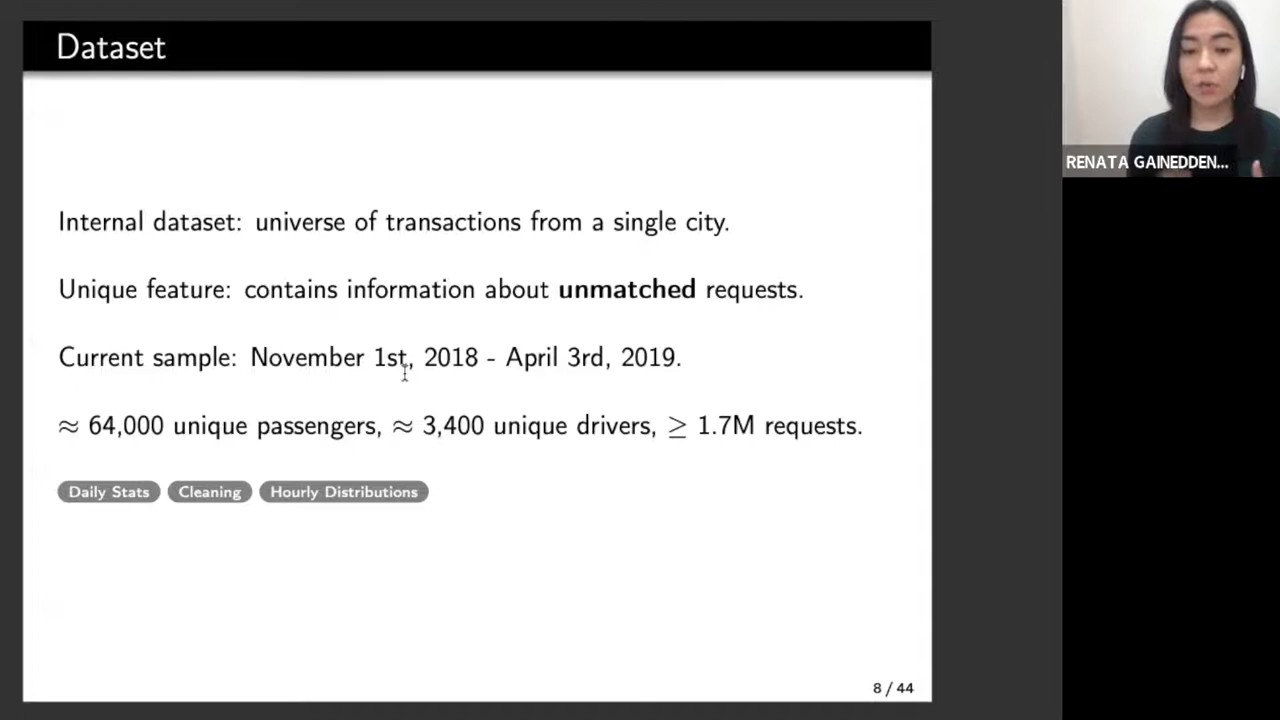 Dataset
Internal dataset: universe of transactions from a single city.
Unique feature: contains information about unmatched requests.
Current sample: November 1st, 2018 - April 3rd, 2019.
≈ 64,000 unique passengers, ≈ 3,400 unique drivers, ≥ 1.7M requests.
Daily Stats Cleaning Hourly Distributions
8 / 44
RENATA GAINEDDEN...